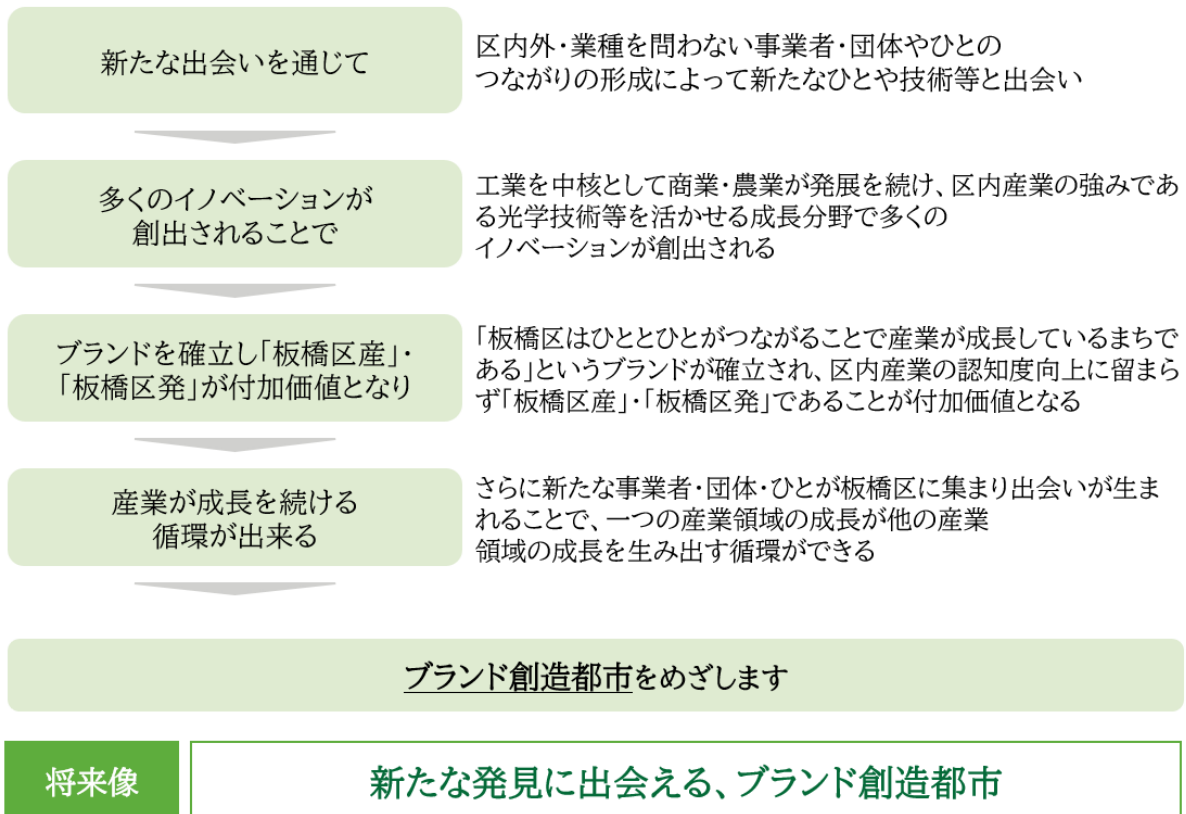 新たな出会いを通じて
区内外・業種を問わない事業者・団体やひとの
つながりの形成によって新たなひとや技術等と出会い
多くのイノベーションが
創出されることで
工業を中核として商業・農業が発展を続け、区内産業の強みであ
る光学技術等を活かせる成長分野で多くの
イノベーションが創出される
ブランドを確立し「板橋区産」・
「板橋区発」が付加価値となり
「板橋区はひととひとがつながることで産業が成長しているまちで
ある」というブランドが確立され、区内産業の認知度向上に留まら
ず「板橋区産」・「板橋区発」であることが付加価値となる
産業が成長を続ける
循環が出来る
さらに新たな事業者・団体・ひとが板橋区に集まり出会いが生ま
れることで、一つの産業領域の成長が他の産業
領域の成長を生み出す循環ができる
ブランド創造都市をめざします
将来像
新たな発見に出会える、ブランド創造都市